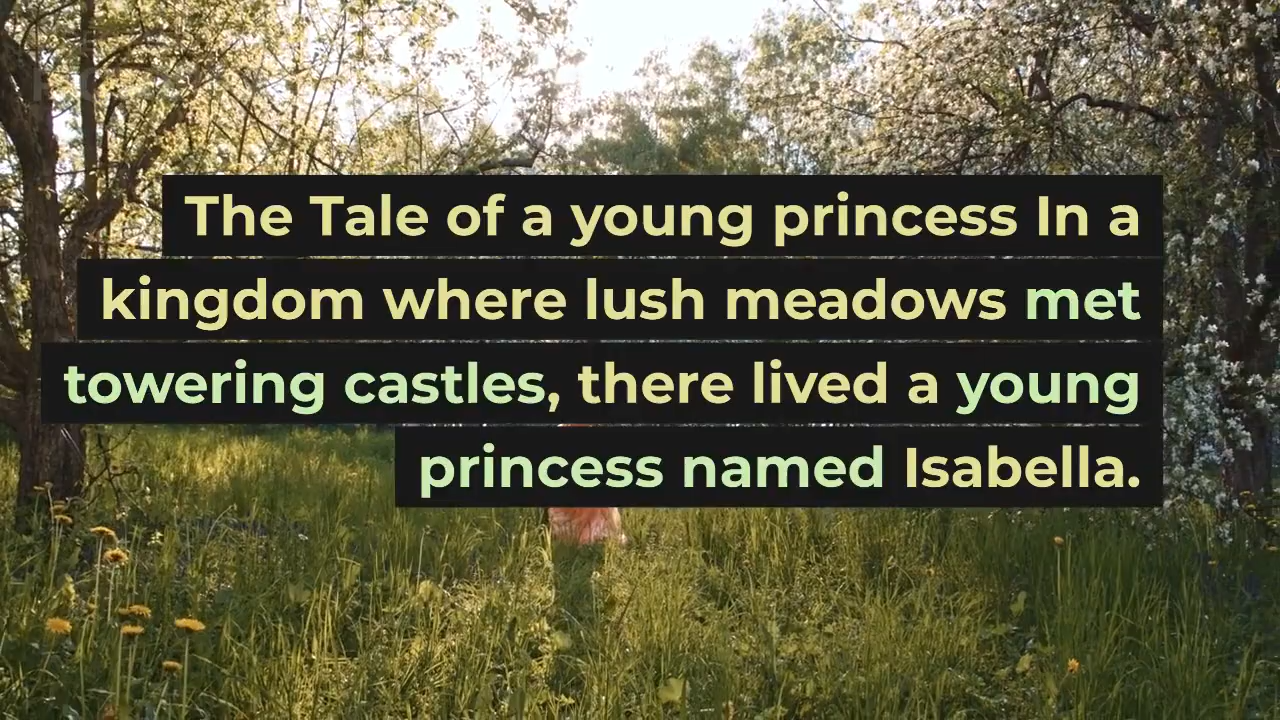 The Tale of a young princess In a
kingdom where lush meadows met
towering castles, there lived a young
princess named Isabella.